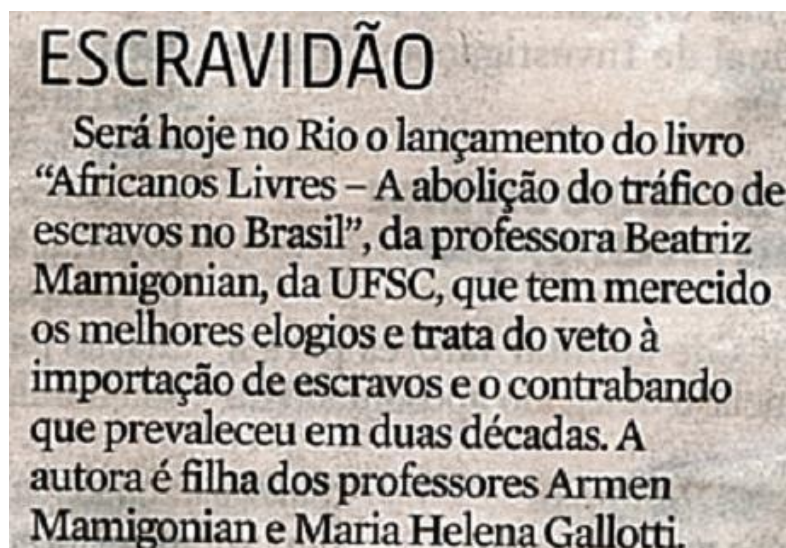 ESCRAVIDÃO
Será hoje no Rio o lançamento do livro
“Africanos Livres – A abolição do tráfico de
escravos no Brasil”, da professora Beatriz
Mamigonian, da UFSC, que tem merecido
os melhores elogios e trata do veto à
importação de escravos e o contrabando
que prevaleceu em duas décadas. A
autora é filha dos professores Armen
Mamigonian e Maria Helena Gallotti.